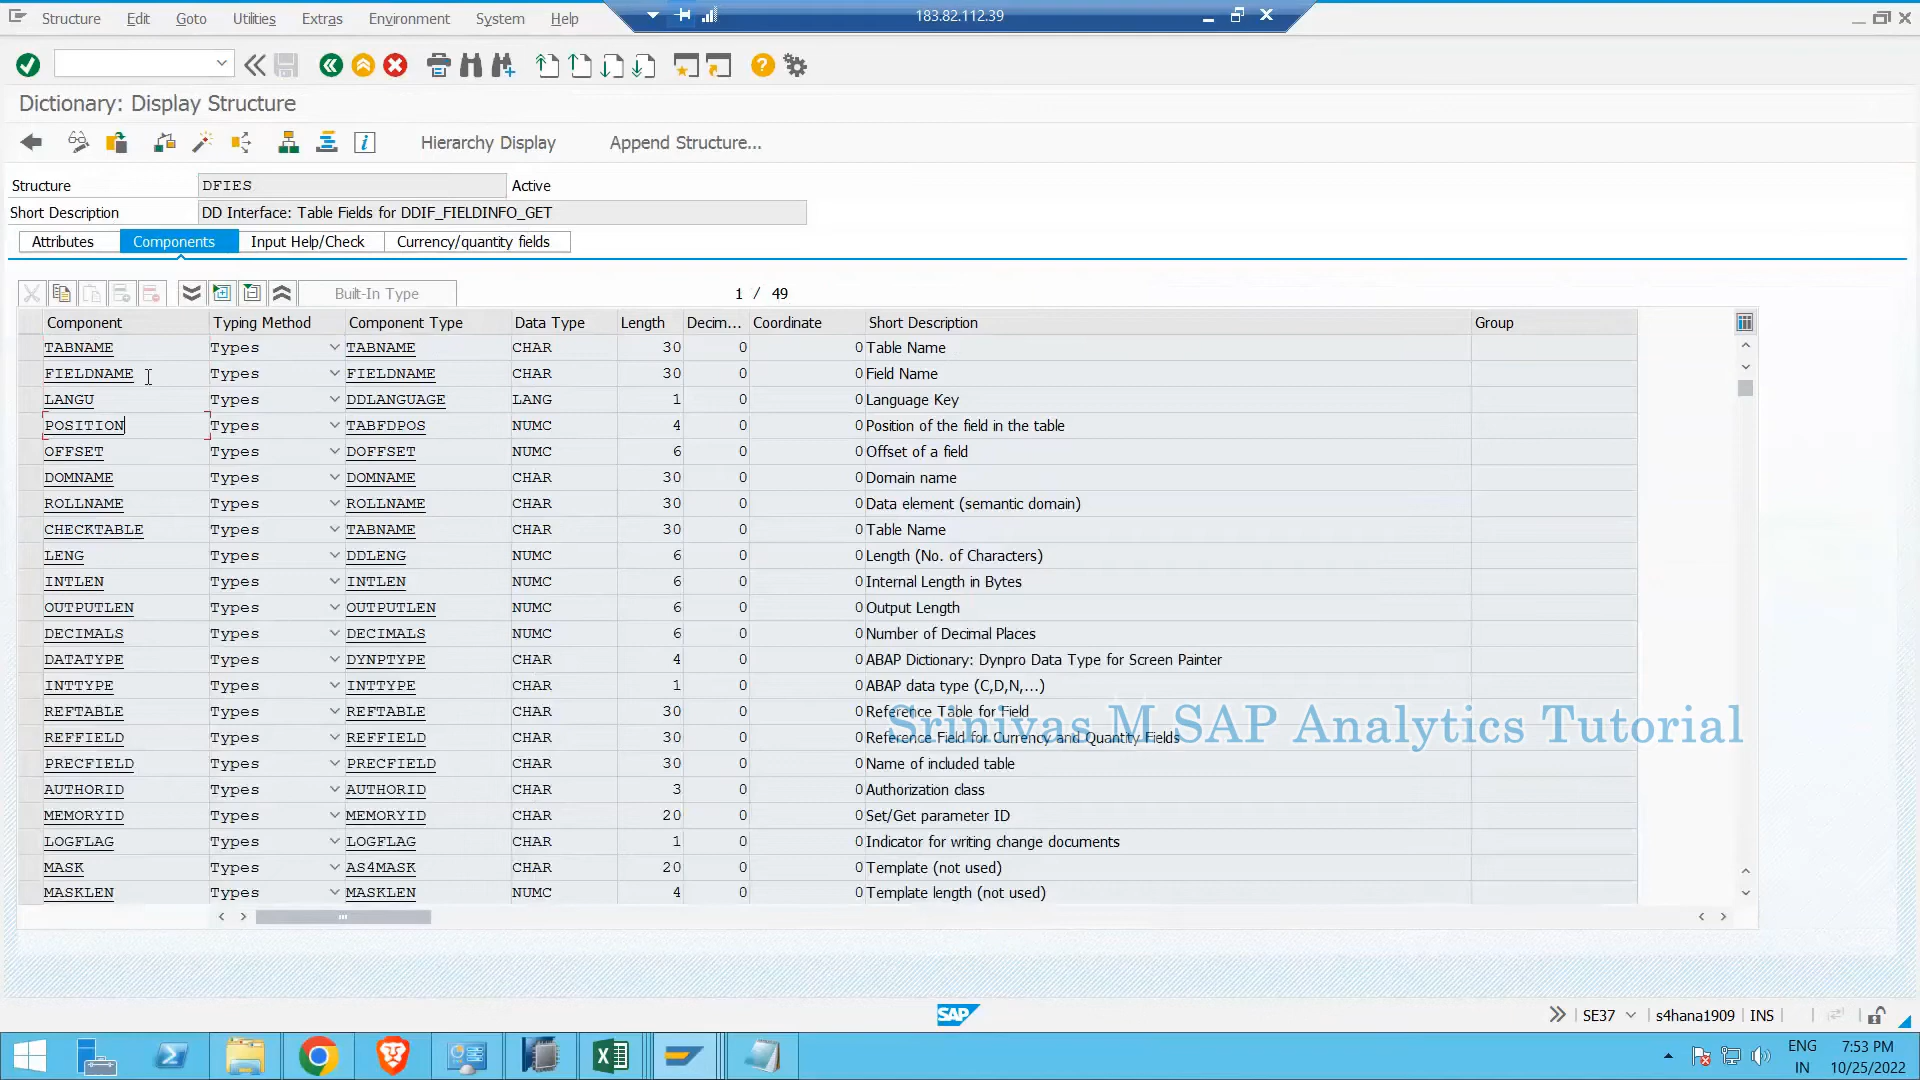 Structure Edit Goto Utilities Extras Environment System Help
183.82.112.39
Dictionary: Display Structure
Hierarchy Display Append Structure...
Structure DFIES Active
Short Description DD Interface: Table Fields for DDIF_FIELDINFO_GET
Attributes Components Input Help/Check Currency/quantity fields
Built-In Type 1 / 49
Component Typing Method Component Type Data Type Length Decim... Coordinate Short Description Group
TABNAME Types TABNAME CHAR 30 0 0 Table Name
FIELDNAME Types FIELDNAME CHAR 30 0 0 Field Name
LANGU Types DDLANGUAGE LANG 1 0 0 Language Key
POSITION Types TABFDPOS NUMC 4 0 0 Position of the field in the table
OFFSET Types DOFFSET NUMC 6 0 0 Offset of a field
DOMNAME Types DOMNAME CHAR 30 0 0 Domain name
ROLLNAME Types ROLLNAME CHAR 30 0 0 Data element (semantic domain)
CHECKTABLE Types TABNAME CHAR 30 0 0 Table Name
LENG Types DDLENG NUMC 6 0 0 Length (No. of Characters)
INTLEN Types INTLEN NUMC 6 0 0 Internal Length in Bytes
OUTPUTLEN Types OUTPUTLEN NUMC 6 0 0 Output Length
DECIMALS Types DECIMALS NUMC 6 0 0 Number of Decimal Places
DATATYPE Types DYNPTYPE CHAR 4 0 0 ABAP Dictionary: Dynpro Data Type for Screen Painter
INTTYPE Types INTTYPE CHAR 1 0 0 ABAP data type (C,D,N,...)
REFTABLE Types REFTABLE CHAR 30 0 0 Reference Table for Field
Srinivas M SAP Analytics Tutorial
REFFIELD Types REFFIELD CHAR 30 0 0 Reference Field for Currency and Quantity Fields
PRECFIELD Types PRECFIELD CHAR 30 0 0 Name of included table
AUTHORID Types AUTHORID CHAR 3 0 0 Authorization class
MEMORYID Types MEMORYID CHAR 20 0 0 Set/Get parameter ID
LOGFLAG Types LOGFLAG CHAR 1 0 0 Indicator for writing change documents
MASK Types AS4MASK CHAR 20 0 0 Template (not used)
MASKLEN Types MASKLEN NUMC 4 0 0 Template length (not used)
SAP
SE37 s4hana1909 INS
ENG 7:53 PM
IN 10/25/2022